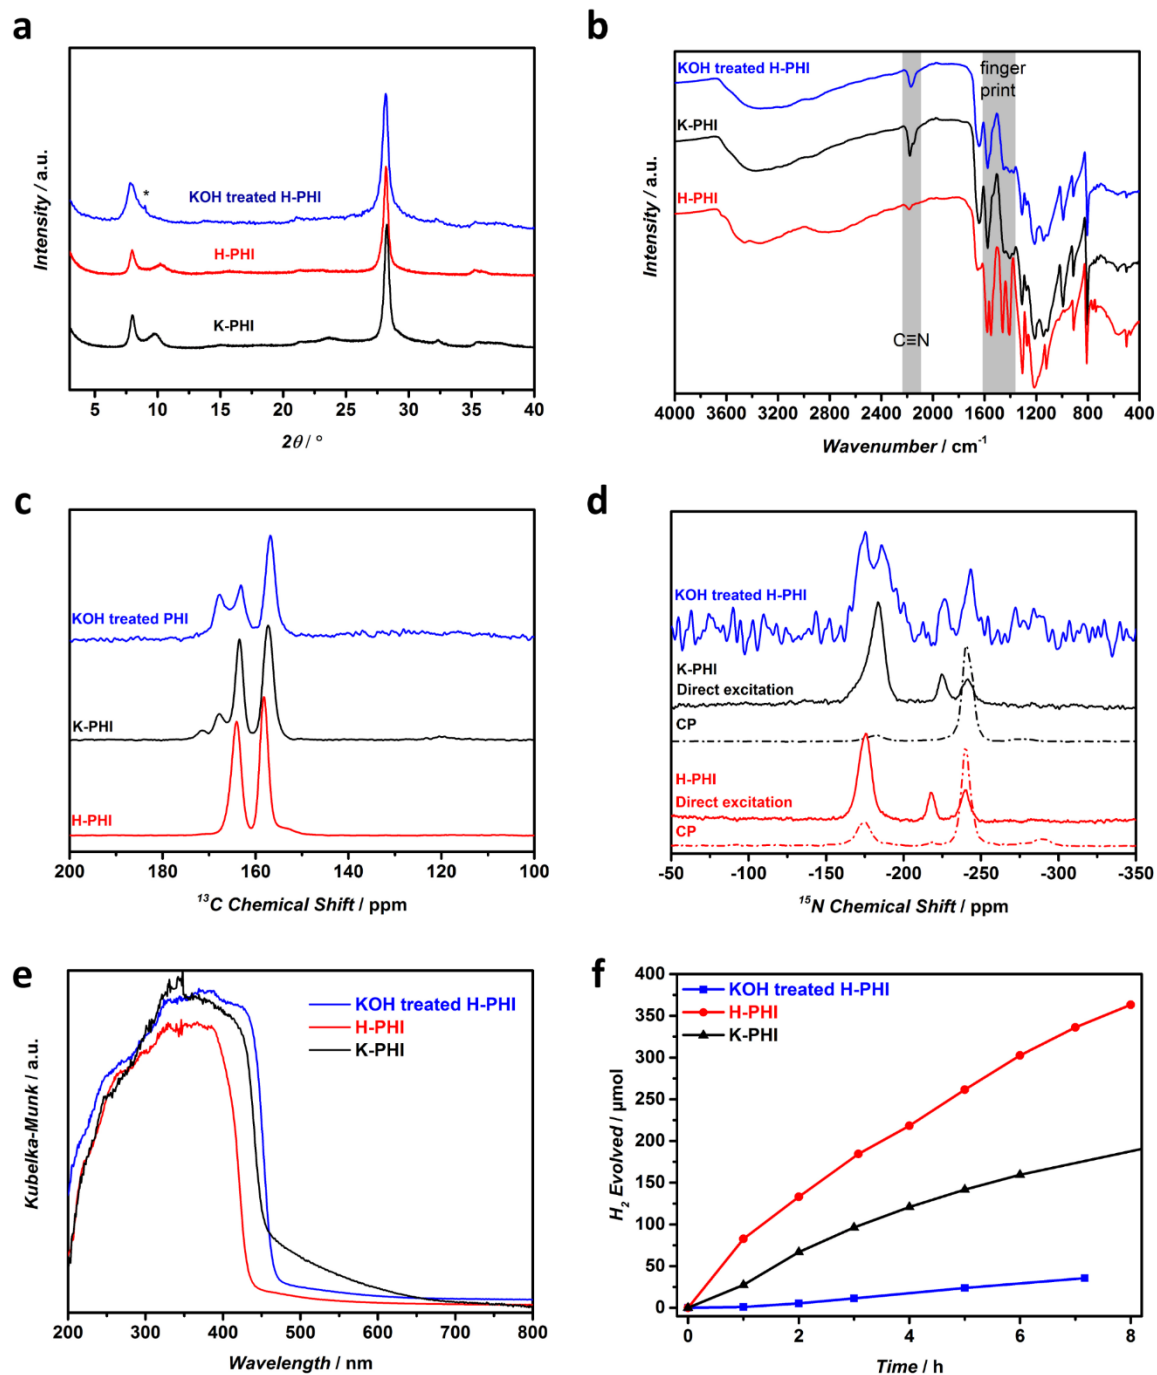 a
Intensity / a.u.
*
KOH treated H-PHI
H-PHI
K-PHI
5 10 15 20 25 30 35 40
2θ / °
b
Intensity / a.u.
KOH treated H-PHI
finger
print
K-PHI
H-PHI
C≡N
4000 3600 3200 2800 2400 2000 1600 1200 800 400
Wavenumber / cm⁻¹
c
KOH treated PHI
K-PHI
H-PHI
200 180 160 140 120 100
¹³C Chemical Shift / ppm
d
KOH treated H-PHI
K-PHI
Direct excitation
CP
H-PHI
Direct excitation
CP
-50 -100 -150 -200 -250 -300 -350
¹⁵N Chemical Shift / ppm
e
Kubelka-Munk / a.u.
KOH treated H-PHI
H-PHI
K-PHI
200 300 400 500 600 700 800
Wavelength / nm
f
H₂ Evolved / µmol
400
350
300
250
200
150
100
50
0
KOH treated H-PHI
H-PHI
K-PHI
0 2 4 6 8
Time / h